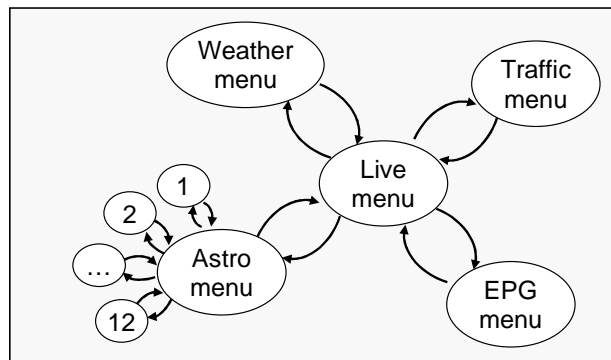 Weather
menu
Traffic
menu
Live
menu
1
2
…
12
Astro
menu
EPG
menu